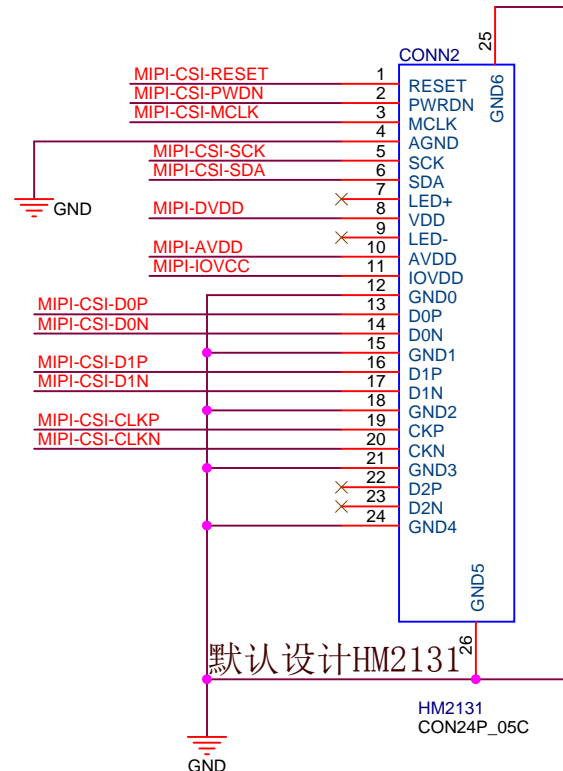 CONN2
25
GND6
MIPI-CSI-RESET 1 RESET
MIPI-CSI-PWDN 2 PWRDN
MIPI-CSI-MCLK 3 MCLK
4 AGND
MIPI-CSI-SCK 5 SCK
MIPI-CSI-SDA 6 SDA
7 LED+
GND
MIPI-DVDD 8 VDD
9 LED-
MIPI-AVDD 10 AVDD
MIPI-IOVCC 11 IOVDD
12 GND0
MIPI-CSI-D0P 13 D0P
MIPI-CSI-D0N 14 D0N
15 GND1
MIPI-CSI-D1P 16 D1P
MIPI-CSI-D1N 17 D1N
18 GND2
MIPI-CSI-CLKP 19 CKP
MIPI-CSI-CLKN 20 CKN
21 GND3
22 D2P
23 D2N
24 GND4
GND5
26
默认设计HM2131
HM2131
CON24P_05C
GND